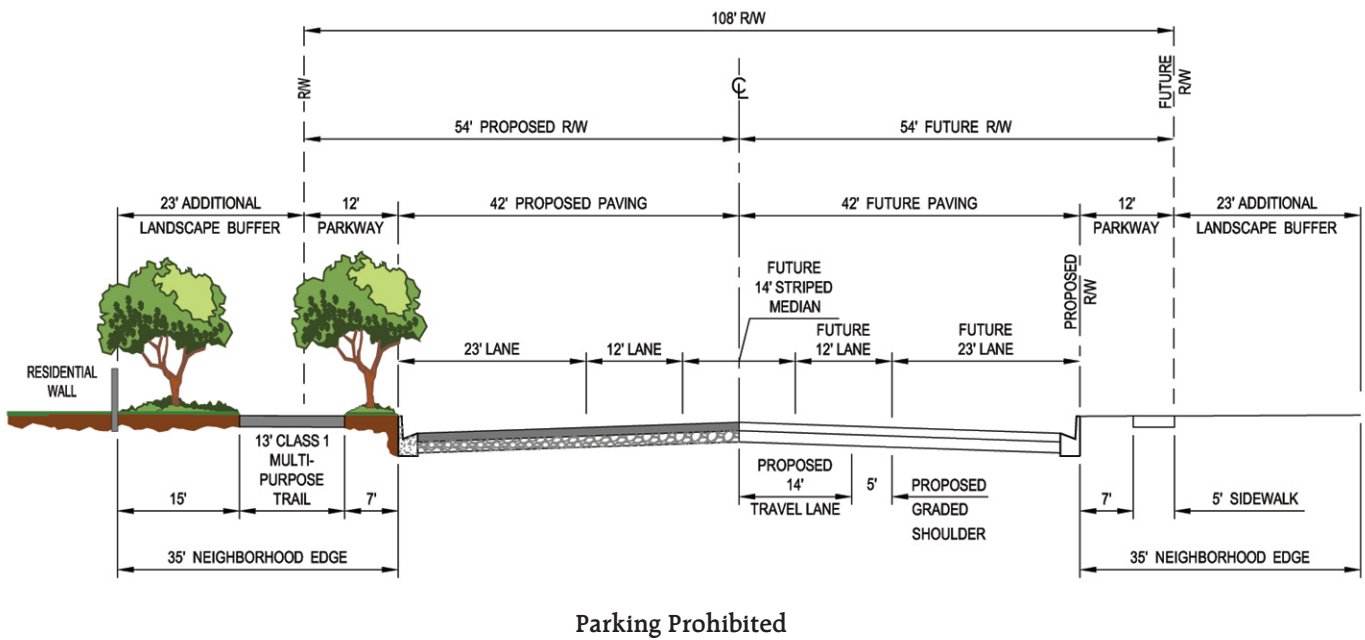 108' R/W
R/W
℄
FUTURE
R/W
54' PROPOSED R/W
54' FUTURE R/W
23' ADDITIONAL
LANDSCAPE BUFFER
12'
PARKWAY
42' PROPOSED PAVING
42' FUTURE PAVING
12'
PARKWAY
23' ADDITIONAL
LANDSCAPE BUFFER
PROPOSED
R/W
FUTURE
14' STRIPED
MEDIAN
23' LANE
12' LANE
FUTURE
12' LANE
FUTURE
23' LANE
RESIDENTIAL
WALL
13' CLASS 1
MULTI-
PURPOSE
TRAIL
15'
7'
PROPOSED
14'
TRAVEL LANE
5'
PROPOSED
GRADED
SHOULDER
7'
5' SIDEWALK
35' NEIGHBORHOOD EDGE
35' NEIGHBORHOOD EDGE
Parking Prohibited